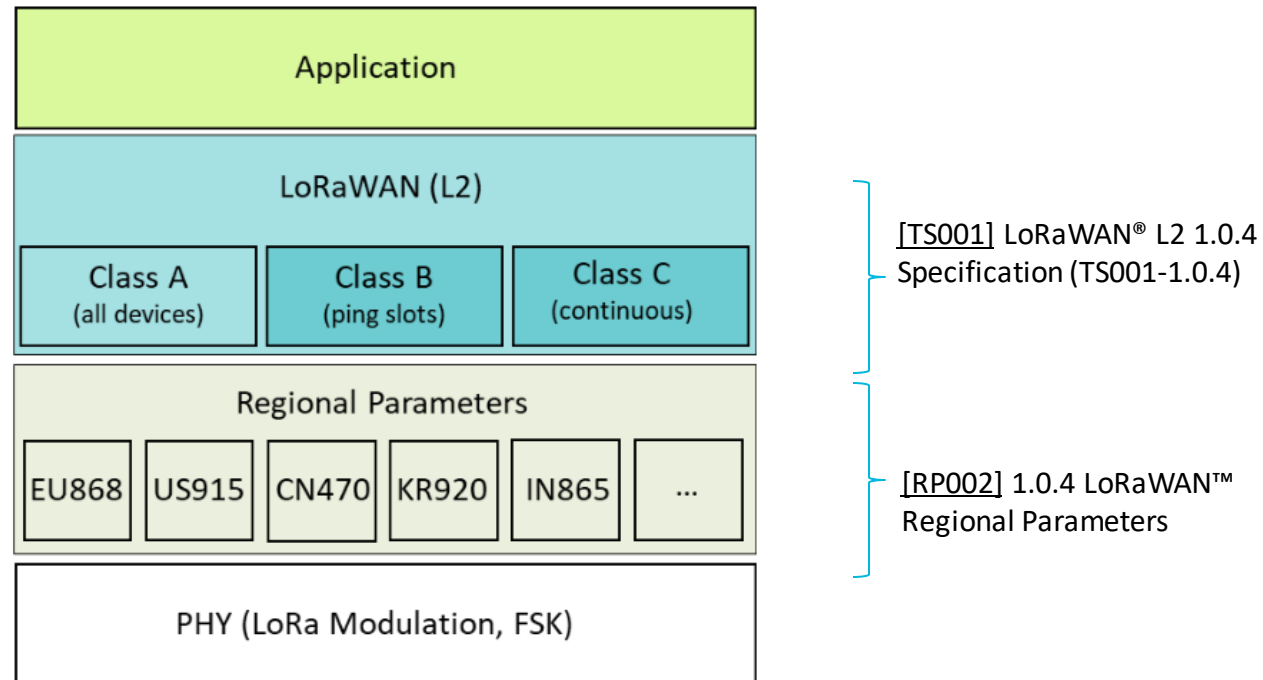 Application
LoRaWAN (L2)
Class A
(all devices)
Class B
(ping slots)
Class C
(continuous)
[TS001] LoRaWAN® L2 1.0.4
Specification (TS001-1.0.4)
Regional Parameters
EU868
US915
CN470
KR920
IN865
...
[RP002] 1.0.4 LoRaWAN™
Regional Parameters
PHY (LoRa Modulation, FSK)